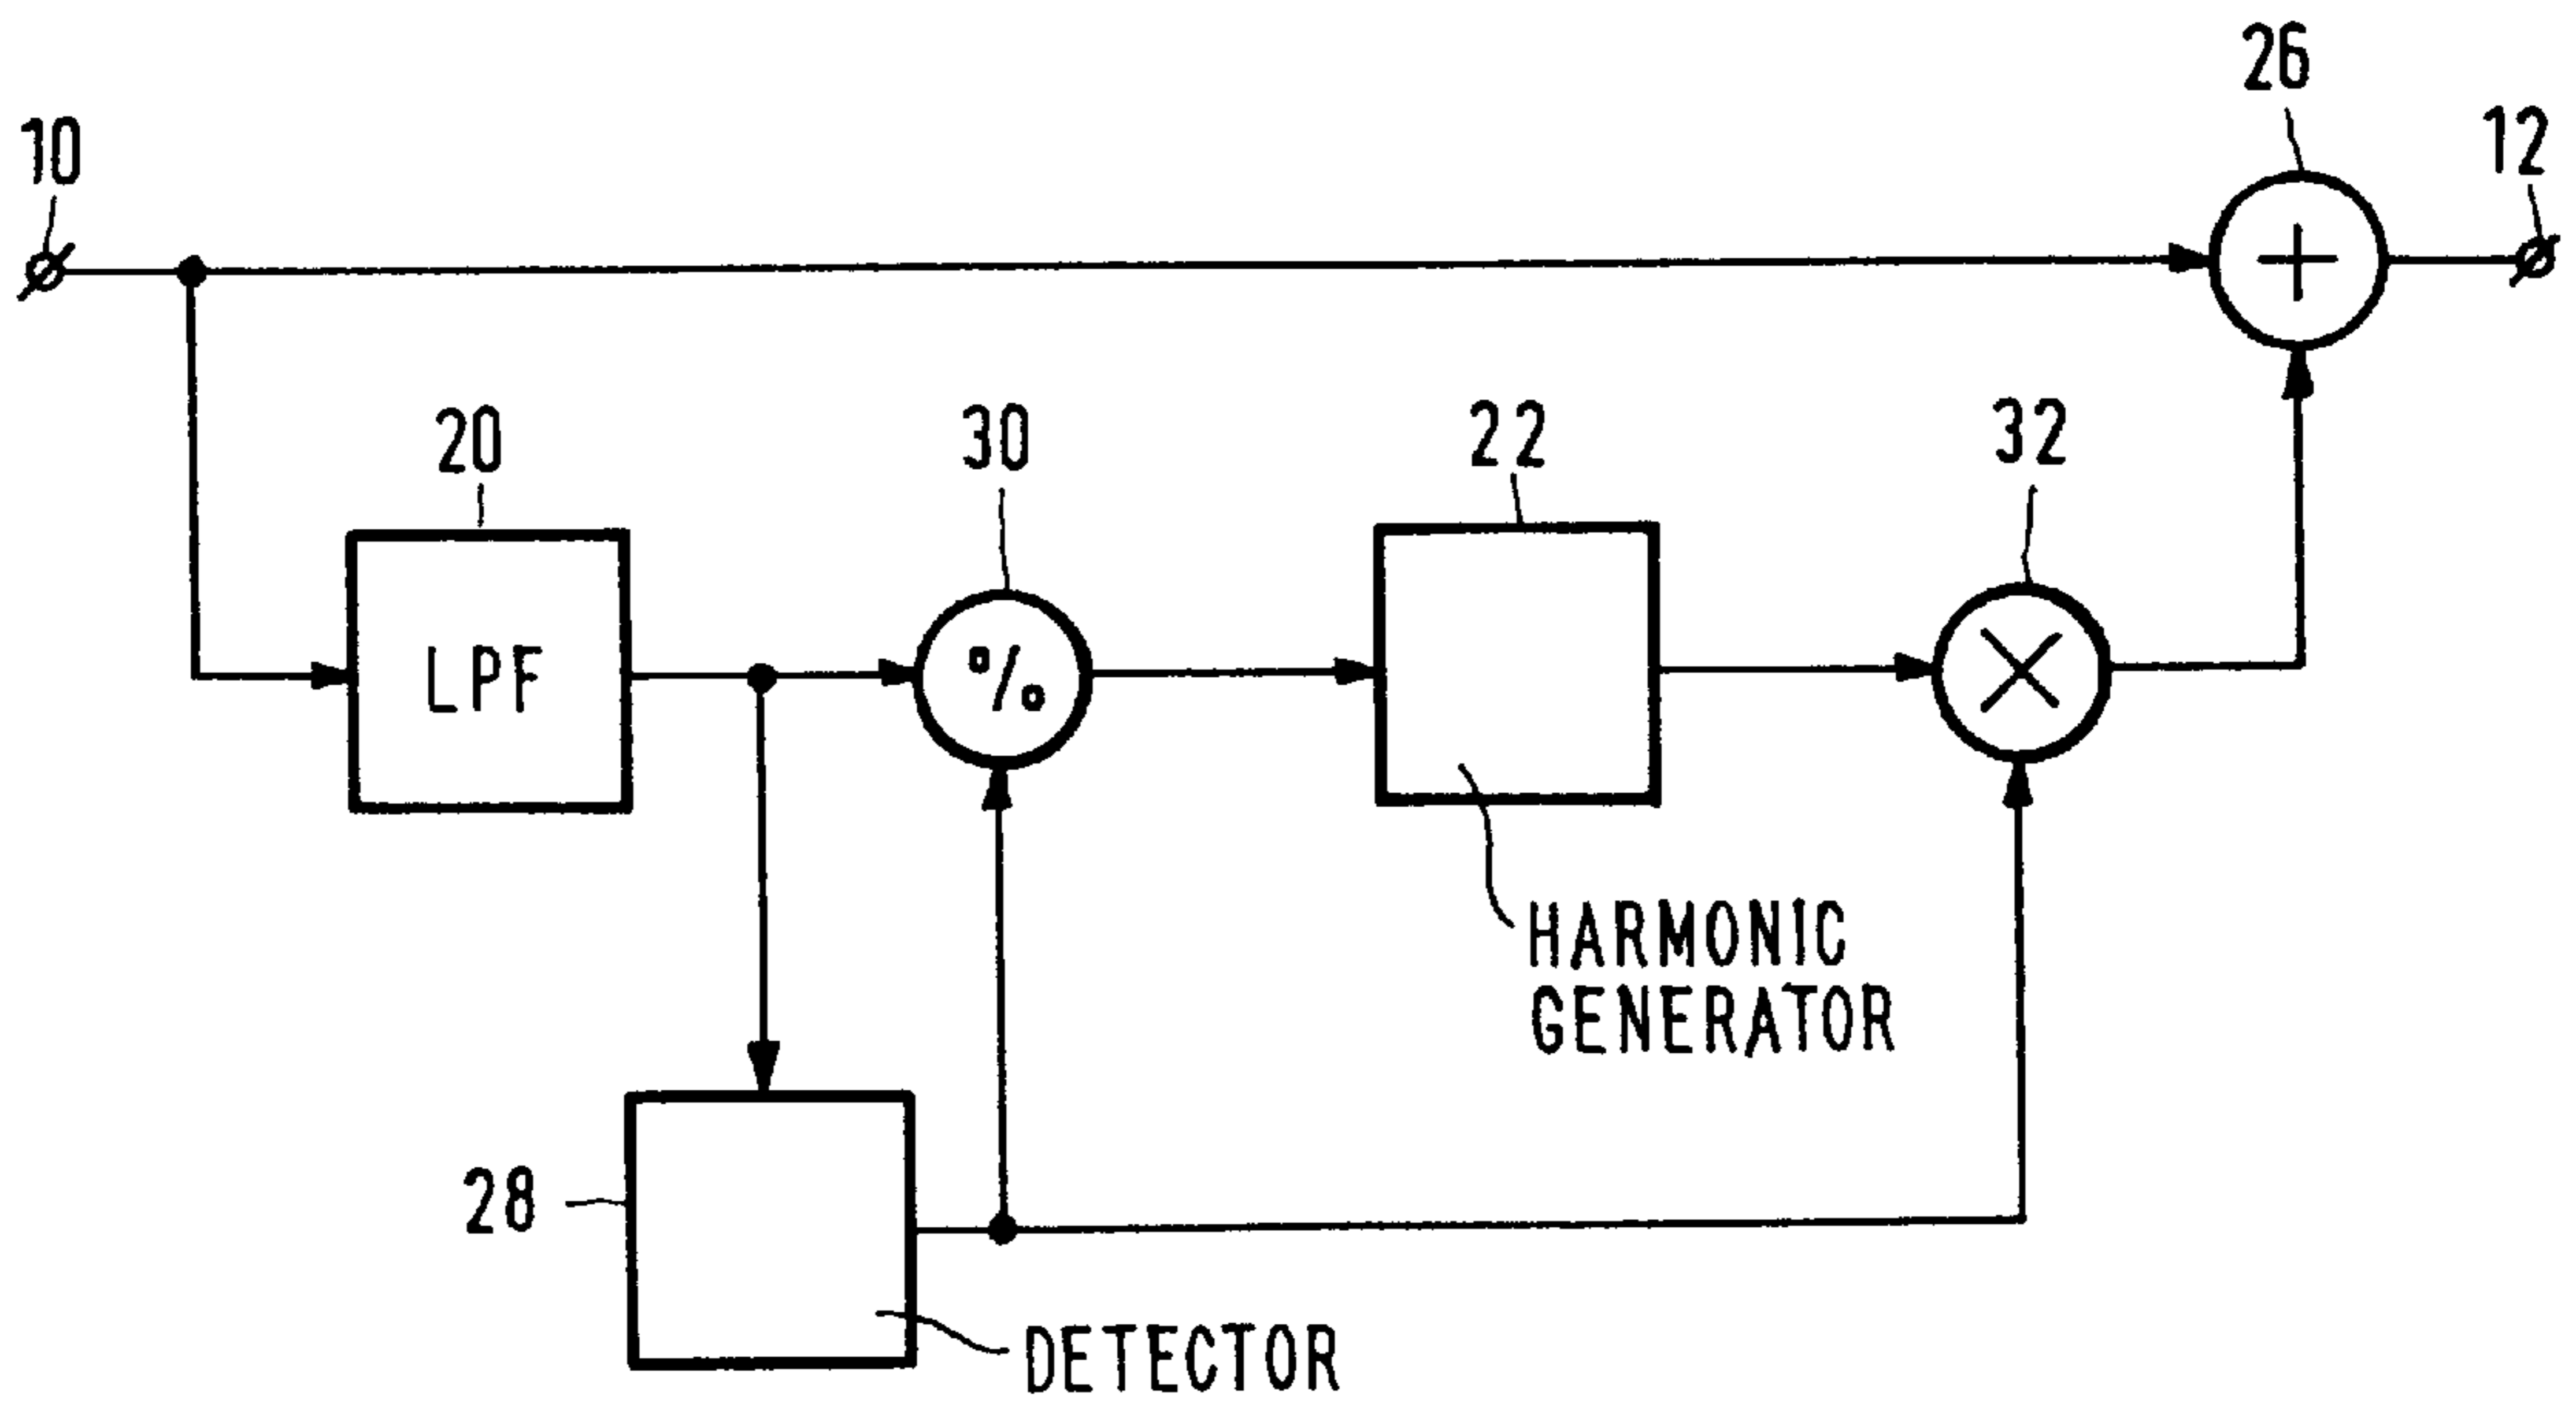 26
10
12
20
30
22
32
+
LPF
%
×
HARMONIC
GENERATOR
28
DETECTOR